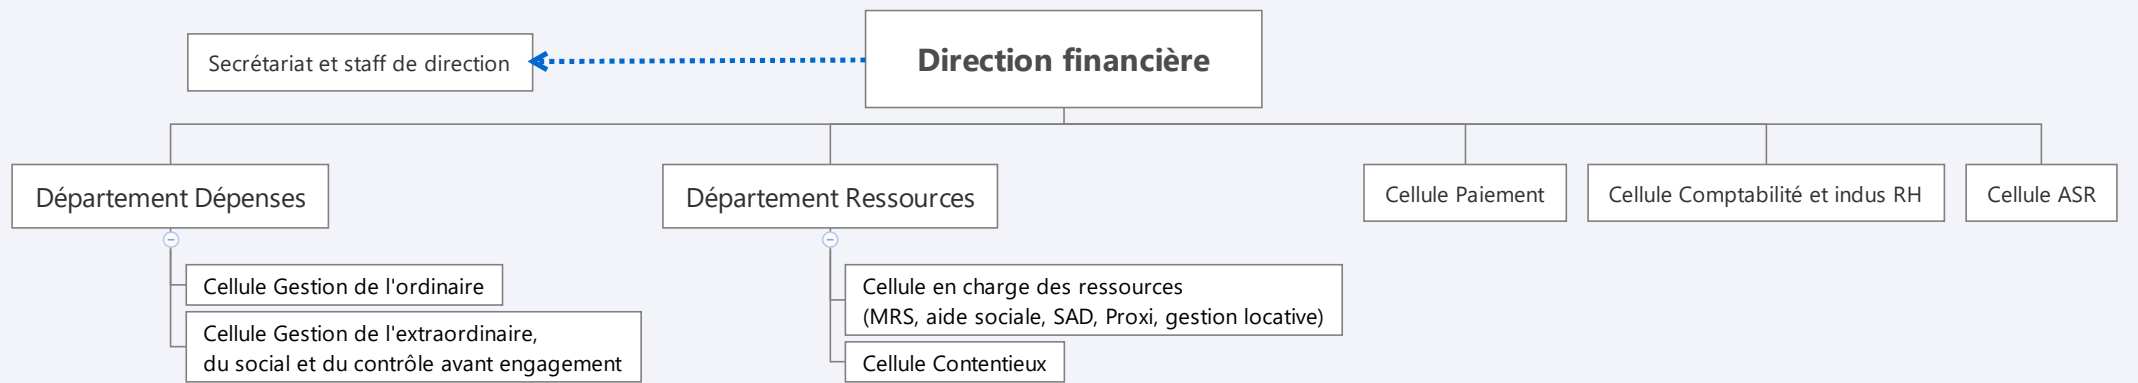 Direction financière
Secrétariat et staff de direction
Département Dépenses
Département Ressources
Cellule Paiement
Cellule Comptabilité et indus RH
Cellule ASR
Cellule Gestion de l'ordinaire
Cellule Gestion de l'extraordinaire,
du social et du contrôle avant engagement
Cellule en charge des ressources
(MRS, aide sociale, SAD, Proxi, gestion locative)
Cellule Contentieux